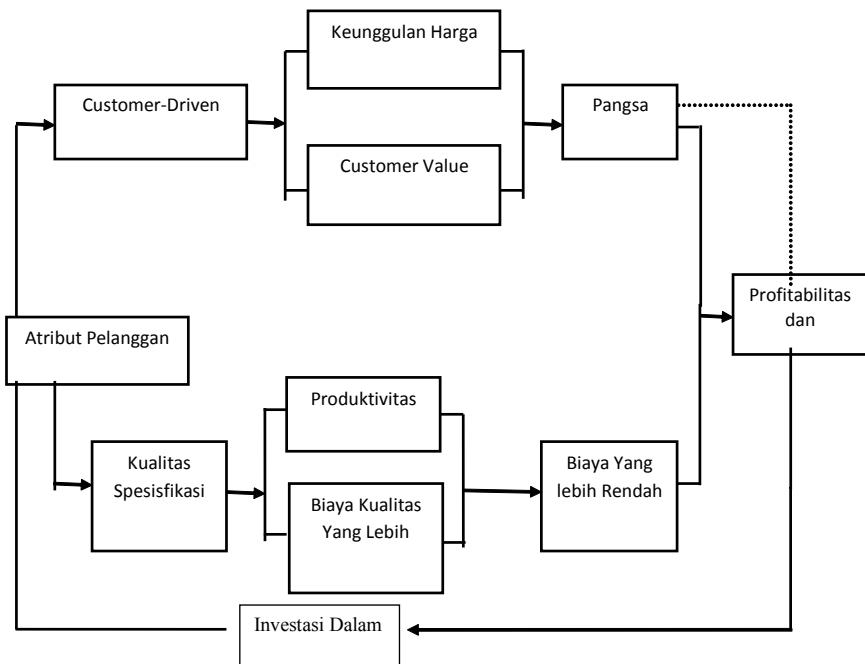 Keunggulan Harga
Customer-Driven
Pangsa
Customer Value
Profitabilitas
dan
Atribut Pelanggan
Produktivitas
Kualitas
Spesisfikasi
Biaya Yang
lebih Rendah
Biaya Kualitas
Yang Lebih
Investasi Dalam